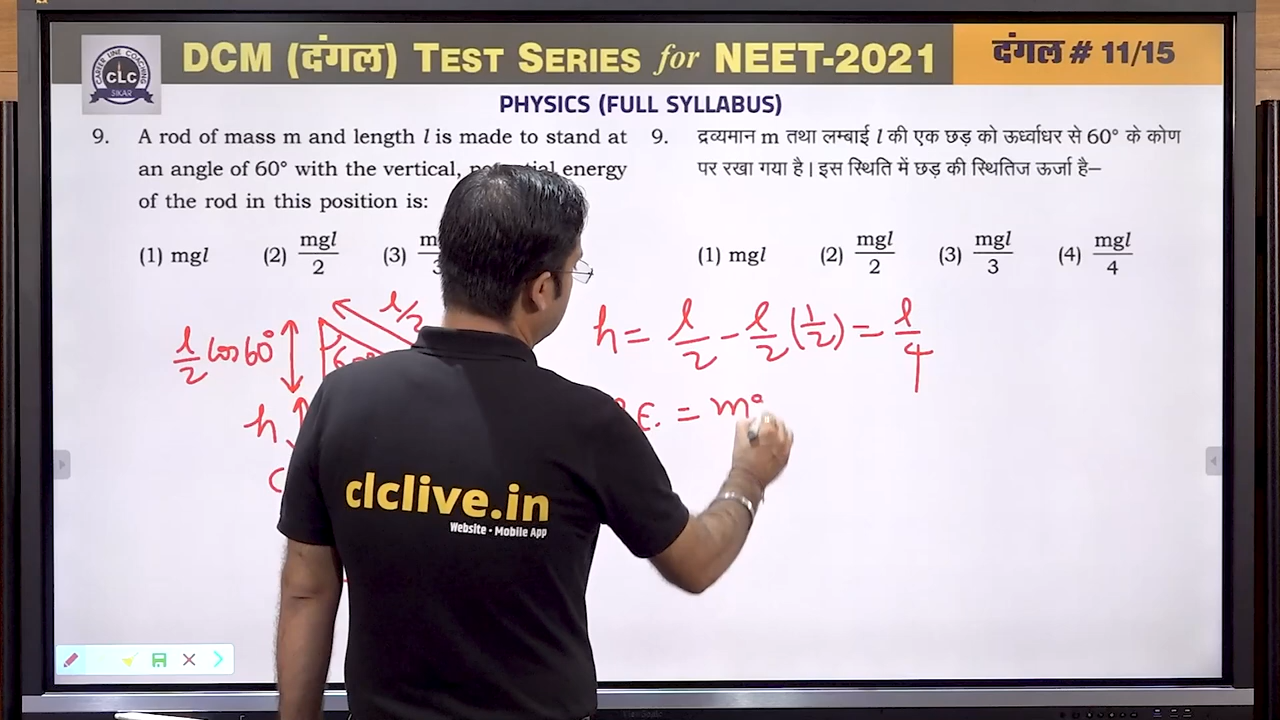 DCM (दंगल) TEST SERIES for NEET-2021
दंगल # 11/15
CAREER LINE COACHING
CLC
SIKAR
PHYSICS (FULL SYLLABUS)
9. A rod of mass m and length l is made to stand at
an angle of 60° with the vertical, energy
of the rod in this position is:
(1) mgl (2) mgl/2 (3)
9. द्रव्यमान m तथा लम्बाई l की एक छड़ को ऊर्ध्वाधर से 60° के कोण
पर रखा गया है। इस स्थिति में छड़ की स्थितिज ऊर्जा है–
(1) mgl (2) mgl/2 (3) mgl/3 (4) mgl/4
l/2
l/2 cos60°
60°
h
h = l/2 - l/2 (1/2) = l/4
E. = m
clclive.in
Website • Mobile App
ViewSonic